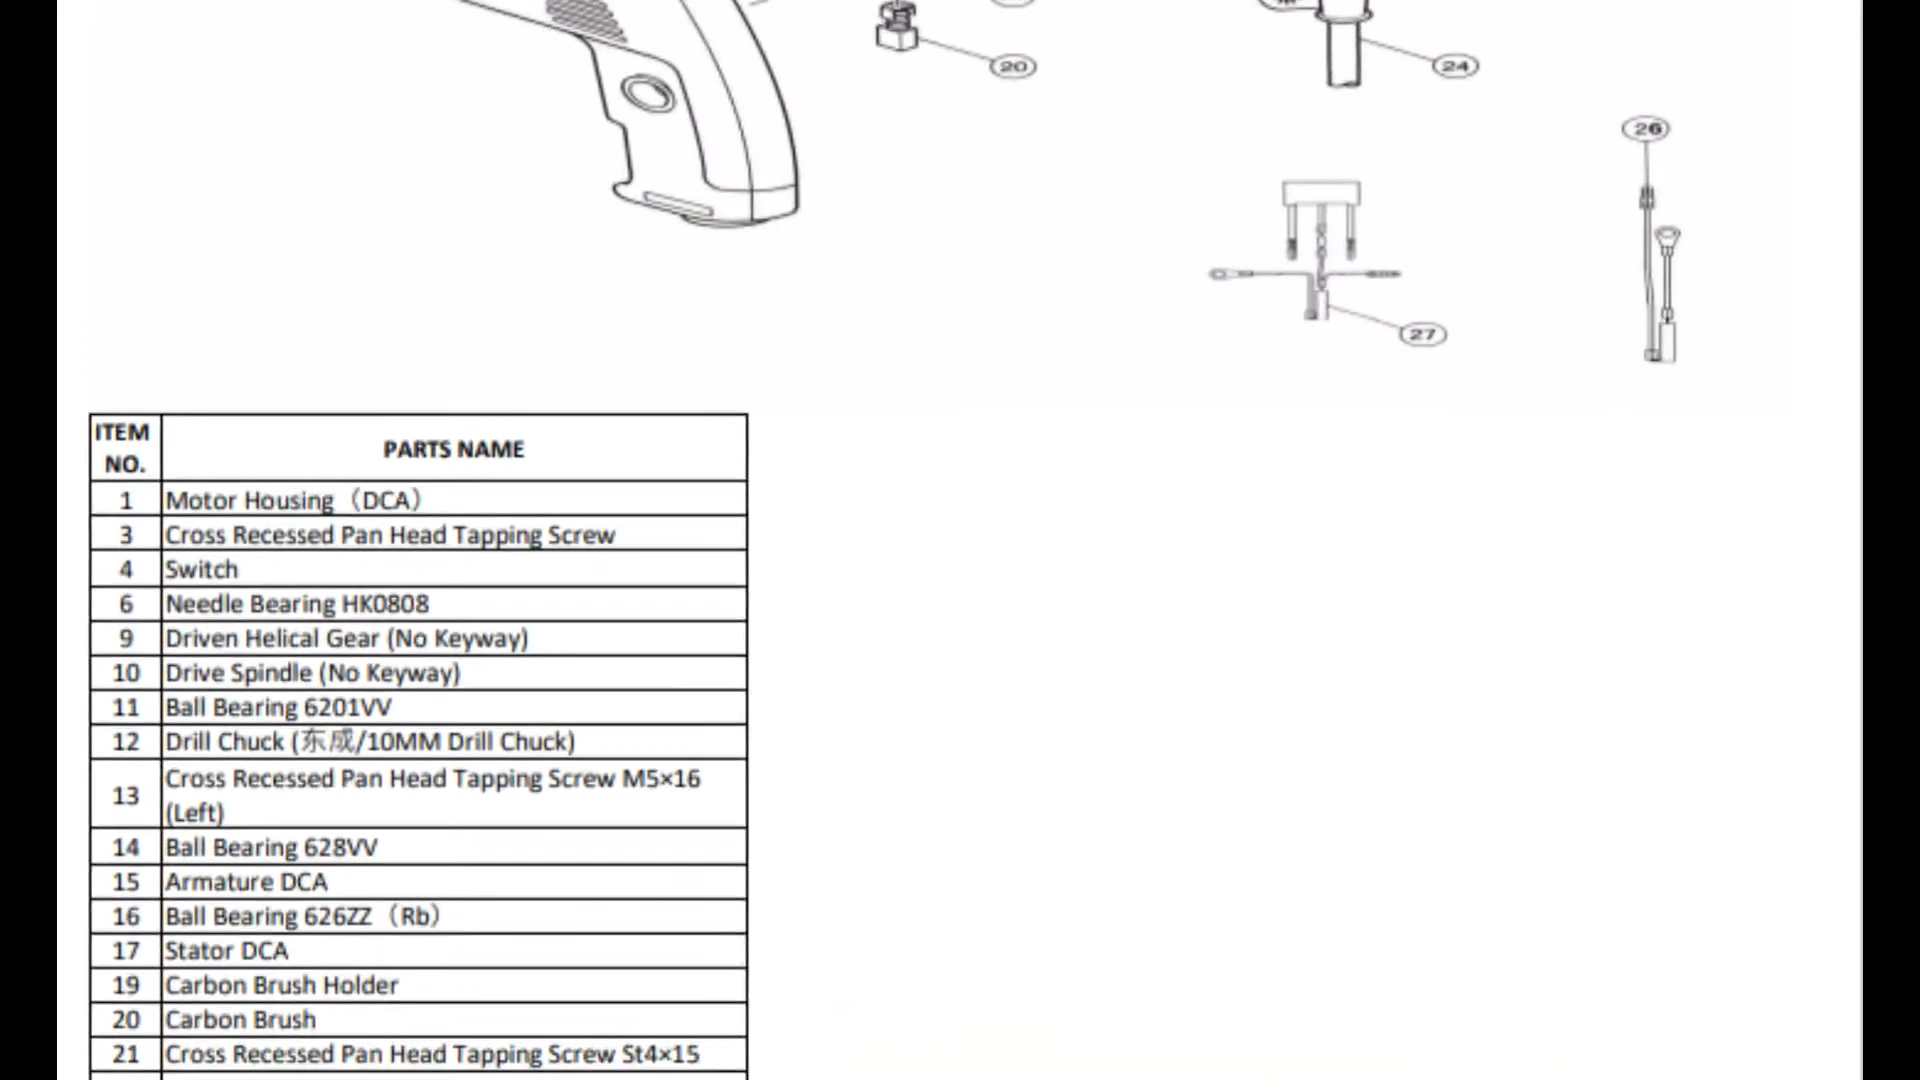 20
24
26
27
ITEM NO. PARTS NAME
1 Motor Housing（DCA）
3 Cross Recessed Pan Head Tapping Screw
4 Switch
6 Needle Bearing HK0808
9 Driven Helical Gear (No Keyway)
10 Drive Spindle (No Keyway)
11 Ball Bearing 6201VV
12 Drill Chuck (东成/10MM Drill Chuck)
13 Cross Recessed Pan Head Tapping Screw M5×16
(Left)
14 Ball Bearing 628VV
15 Armature DCA
16 Ball Bearing 626ZZ（Rb）
17 Stator DCA
19 Carbon Brush Holder
20 Carbon Brush
21 Cross Recessed Pan Head Tapping Screw St4×15